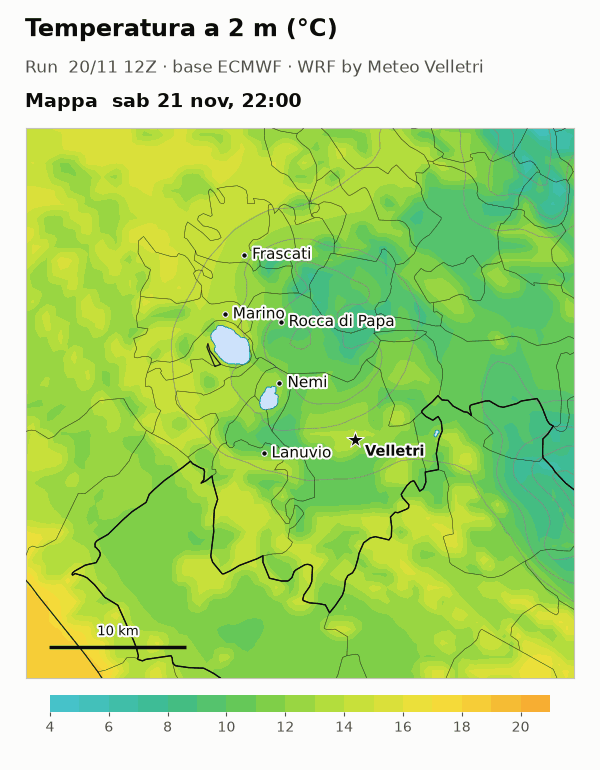 Temperatura a 2 m (°C)
Run  20/11 12Z · base ECMWF · WRF by Meteo Velletri
Mappa  sab 21 nov, 22:00
Frascati
Marino
Rocca di Papa
Nemi
Velletri
Lanuvio
10 km
4 6 8 10 12 14 16 18 20